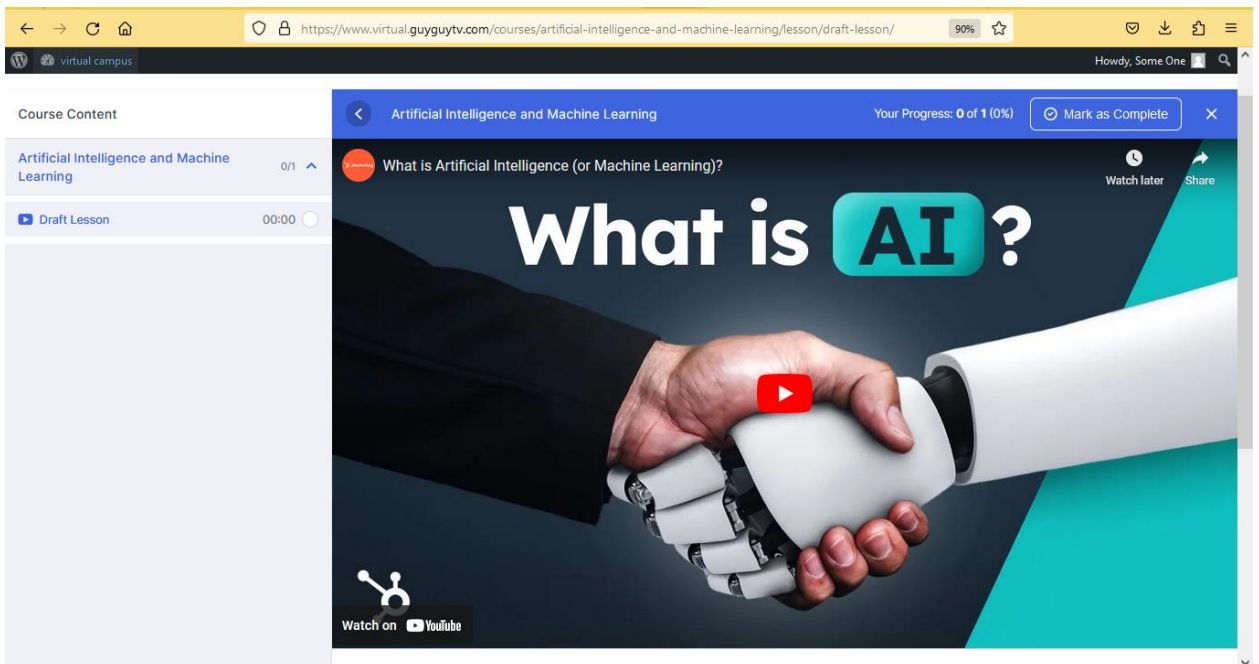 https://www.virtual.guyguytv.com/courses/artificial-intelligence-and-machine-learning/lesson/draft-lesson/ 90%
virtual campus Howdy, Some One
Course Content
Artificial Intelligence and Machine Learning Your Progress: 0 of 1 (0%) Mark as Complete
Artificial Intelligence and Machine
Learning
0/1
Draft Lesson 00:00
What is Artificial Intelligence (or Machine Learning)?
Watch later Share
What is AI ?
Watch on YouTube